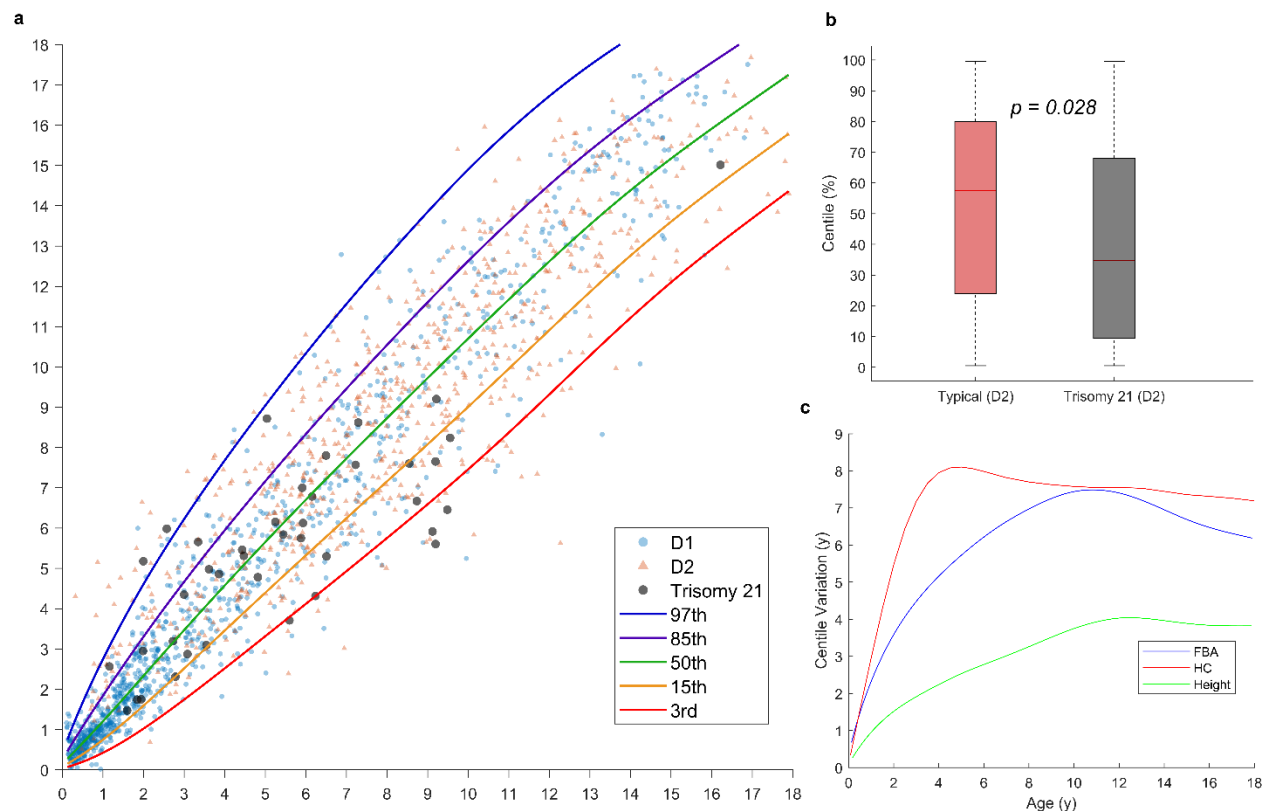 a
18
17
16
15
14
13
12
11
10
9
8
7
6
5
4
3
2
1
0
0 1 2 3 4 5 6 7 8 9 10 11 12 13 14 15 16 17 18
D1
D2
Trisomy 21
97th
85th
50th
15th
3rd
b
100
90
80
70
60
50
40
30
20
10
0
Centile (%)
p = 0.028
Typical (D2) Trisomy 21 (D2)
c
9
8
7
6
5
4
3
2
1
0
Centile Variation (y)
FBA
HC
Height
0 2 4 6 8 10 12 14 16 18
Age (y)